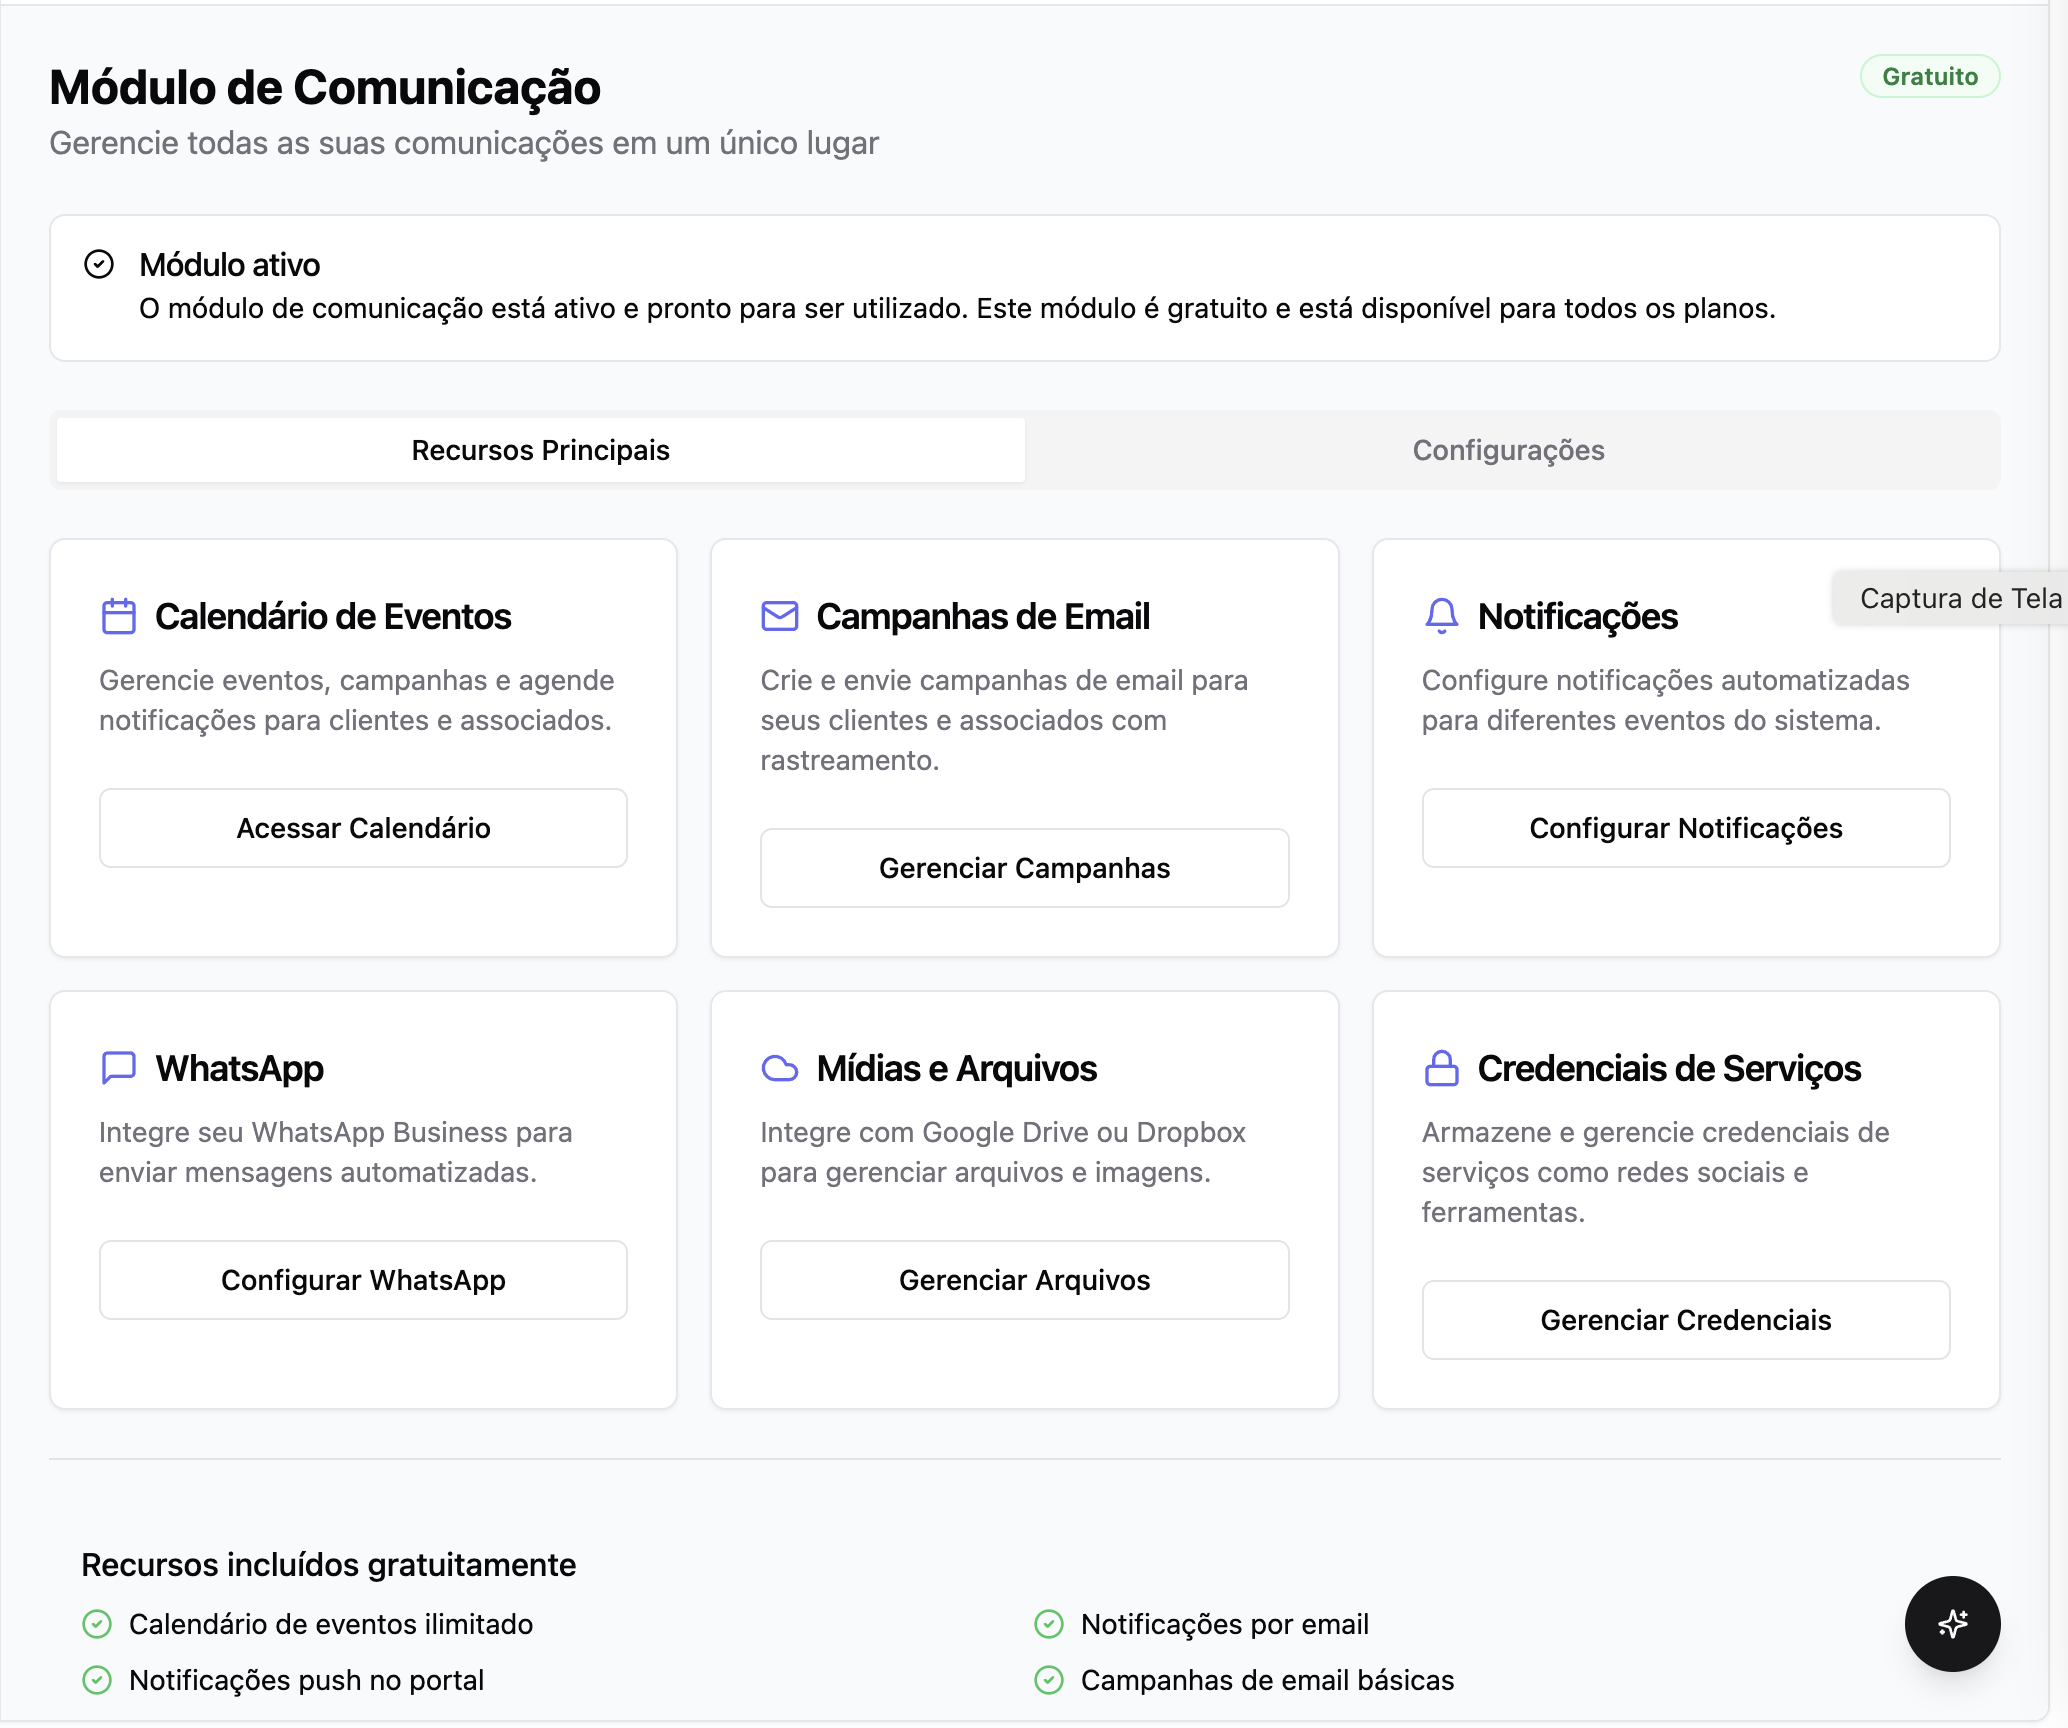 Módulo de Comunicação
Gratuito
Gerencie todas as suas comunicações em um único lugar
Módulo ativo
O módulo de comunicação está ativo e pronto para ser utilizado. Este módulo é gratuito e está disponível para todos os planos.
Recursos Principais
Configurações
Calendário de Eventos
Gerencie eventos, campanhas e agende
notificações para clientes e associados.
Acessar Calendário
Campanhas de Email
Crie e envie campanhas de email para
seus clientes e associados com
rastreamento.
Gerenciar Campanhas
Notificações
Captura de Tela
Configure notificações automatizadas
para diferentes eventos do sistema.
Configurar Notificações
WhatsApp
Integre seu WhatsApp Business para
enviar mensagens automatizadas.
Configurar WhatsApp
Mídias e Arquivos
Integre com Google Drive ou Dropbox
para gerenciar arquivos e imagens.
Gerenciar Arquivos
Credenciais de Serviços
Armazene e gerencie credenciais de
serviços como redes sociais e
ferramentas.
Gerenciar Credenciais
Recursos incluídos gratuitamente
Calendário de eventos ilimitado
Notificações por email
Notificações push no portal
Campanhas de email básicas